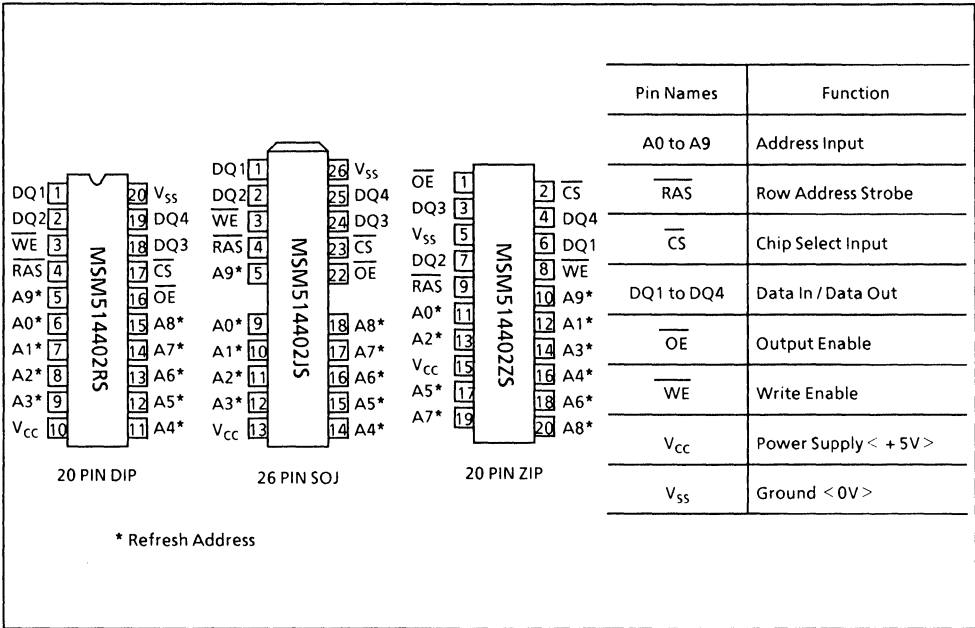 DQ1 1 20 VSS
DQ2 2 19 DQ4
WE 3 18 DQ3
RAS 4 17 CS
A9* 5 16 OE
A0* 6 15 A8*
A1* 7 14 A7*
A2* 8 13 A6*
A3* 9 12 A5*
VCC 10 11 A4*
MSM514402RS
20 PIN DIP
DQ1 1 26 VSS
DQ2 2 25 DQ4
WE 3 24 DQ3
RAS 4 23 CS
A9* 5 22 OE
A0* 9 18 A8*
A1* 10 17 A7*
A2* 11 16 A6*
A3* 12 15 A5*
VCC 13 14 A4*
MSM514402JS
26 PIN SOJ
OE 1
2 CS
DQ3 3
4 DQ4
VSS 5
6 DQ1
DQ2 7
8 WE
RAS 9
10 A9*
A0* 11
12 A1*
A2* 13
14 A3*
VCC 15
16 A4*
A5* 17
18 A6*
A7* 19
20 A8*
MSM514402ZS
20 PIN ZIP
* Refresh Address
Pin Names Function
A0 to A9 Address Input
RAS Row Address Strobe
CS Chip Select Input
DQ1 to DQ4 Data In / Data Out
OE Output Enable
WE Write Enable
VCC Power Supply < + 5V >
VSS Ground < 0V >